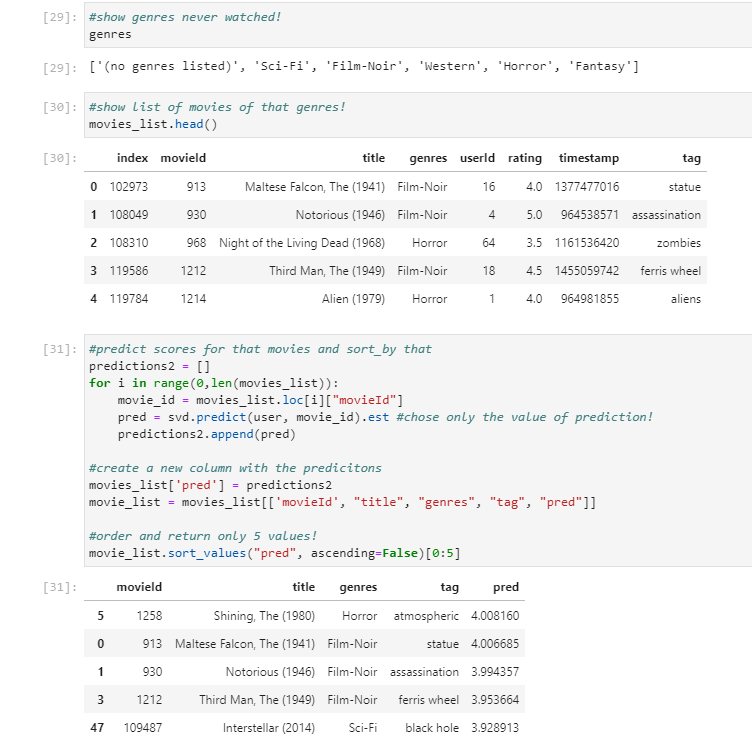 [29]: #show genres never watched!
genres
[29]: ['(no genres listed)', 'Sci-Fi', 'Film-Noir', 'Western', 'Horror', 'Fantasy']
[30]: #show list of movies of that genres!
movies_list.head()
[30]: index movieId title genres userId rating timestamp tag
0 102973 913 Maltese Falcon, The (1941) Film-Noir 16 4.0 1377477016 statue
1 108049 930 Notorious (1946) Film-Noir 4 5.0 964538571 assassination
2 108310 968 Night of the Living Dead (1968) Horror 64 3.5 1161536420 zombies
3 119586 1212 Third Man, The (1949) Film-Noir 18 4.5 1455059742 ferris wheel
4 119784 1214 Alien (1979) Horror 1 4.0 964981855 aliens
[31]: #predict scores for that movies and sort_by that
predictions2 = []
for i in range(0,len(movies_list)):
    movie_id = movies_list.loc[i]["movieId"]
    pred = svd.predict(user, movie_id).est #chose only the value of prediction!
    predictions2.append(pred)
#create a new column with the predicitons
movies_list['pred'] = predictions2
movie_list = movies_list[['movieId', "title", "genres", "tag", "pred"]]
#order and return only 5 values!
movie_list.sort_values("pred", ascending=False)[0:5]
[31]: movieId title genres tag pred
5 1258 Shining, The (1980) Horror atmospheric 4.008160
0 913 Maltese Falcon, The (1941) Film-Noir statue 4.006685
1 930 Notorious (1946) Film-Noir assassination 3.994357
3 1212 Third Man, The (1949) Film-Noir ferris wheel 3.953664
47 109487 Interstellar (2014) Sci-Fi black hole 3.928913